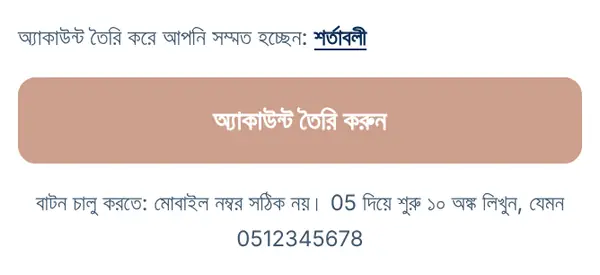 অ্যাকাউন্ট তৈরি করে আপনি সম্মত হচ্ছেন: শর্তাবলী
অ্যাকাউন্ট তৈরি করুন
বাটন চালু করতে: মোবাইল নম্বর সঠিক নয়। 05 দিয়ে শুরু ১০ অঙ্ক লিখুন, যেমন
0512345678